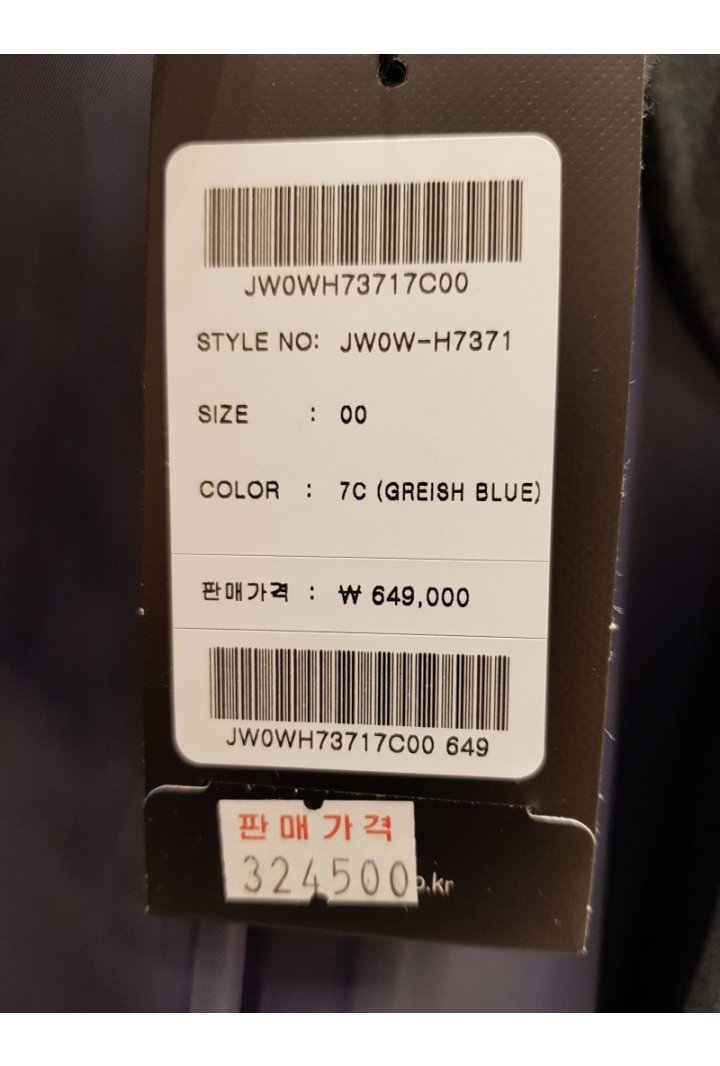 JW0WH73717C00
STYLE NO: JW0W-H7371
SIZE : 00
COLOR : 7C (GREISH BLUE)
판매가격 : ₩ 649,000
JW0WH73717C00 649
판매가격
324500
o.kr